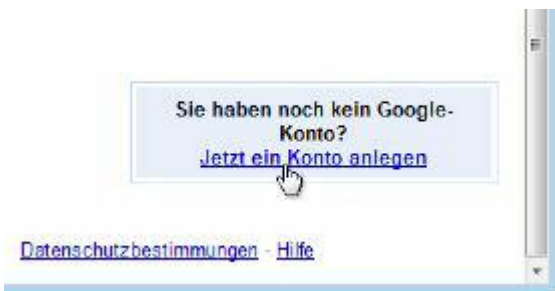 Sie haben noch kein Google-
Konto?
Jetzt ein Konto anlegen
Datenschutzbestimmungen - Hilfe